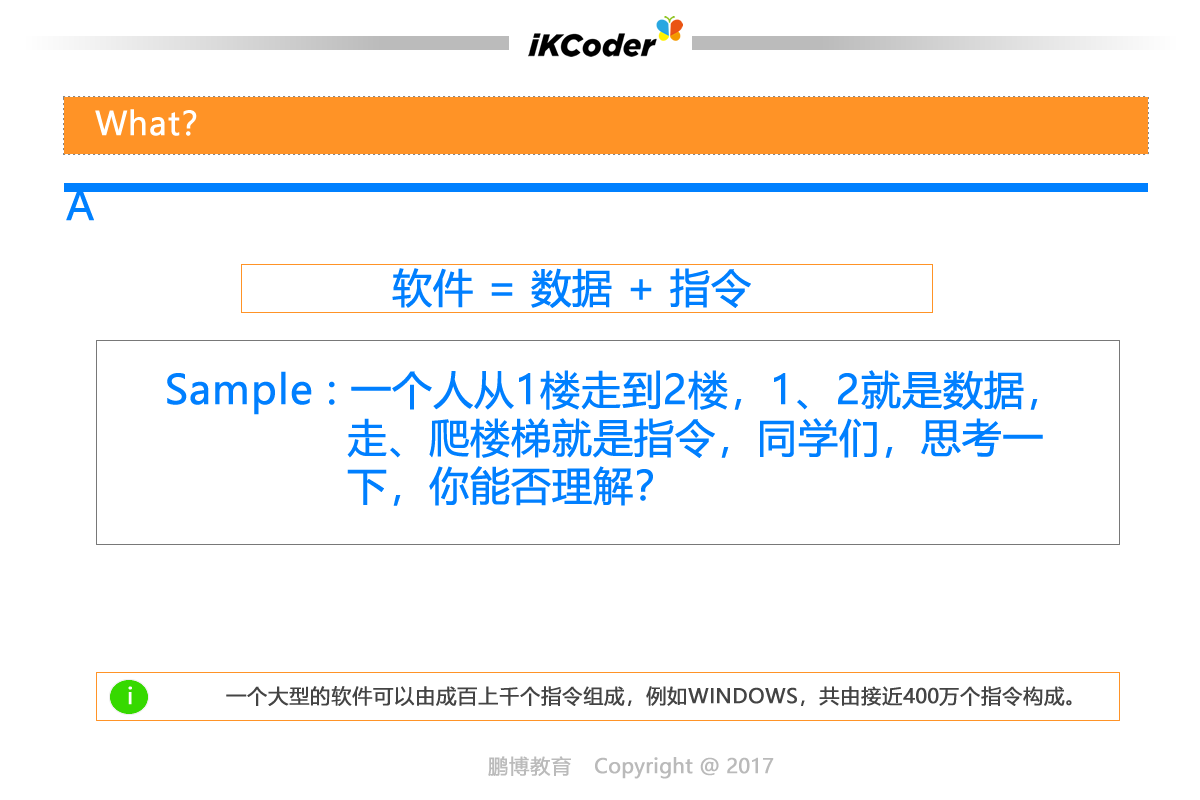 iKCoder
What?
A
软件 = 数据 + 指令
Sample : 一个人从1楼走到2楼，1、2就是数据，
走、爬楼梯就是指令，同学们，思考一
下，你能否理解？
i
一个大型的软件可以由成百上千个指令组成，例如WINDOWS，共由接近400万个指令构成。
鹏博教育 Copyright @ 2017